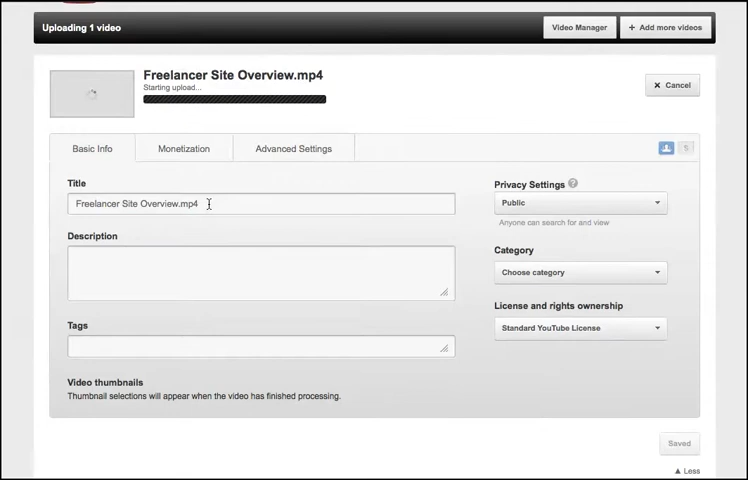 Uploading 1 video
Video Manager
+ Add more videos
Freelancer Site Overview.mp4
Starting upload...
× Cancel
Basic Info
Monetization
Advanced Settings
Title
Privacy Settings ?
Freelancer Site Overview.mp4
Public
Anyone can search for and view
Description
Category
Choose category
License and rights ownership
Standard YouTube License
Tags
Video thumbnails
Thumbnail selections will appear when the video has finished processing.
Saved
▲ Less